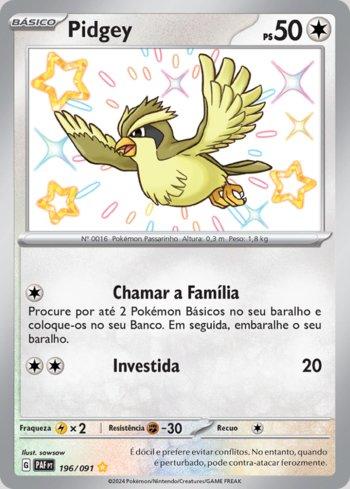 BÁSICO
Pidgey
PS 50
Nº 0016 Pokémon Passarinho Altura: 0,3 m Peso: 1,8 kg
Chamar a Família
Procure por até 2 Pokémon Básicos no seu baralho e
coloque-os no seu Banco. Em seguida, embaralhe o seu
baralho.
Investida 20
Fraqueza × 2 Resistência -30 Recuo
Ilust. sowsow
É dócil e prefere evitar conflitos. No entanto, quando
é perturbado, pode contra-atacar ferozmente.
G PAF PT 196/091
©2024 Pokémon/Nintendo/Creatures/GAME FREAK